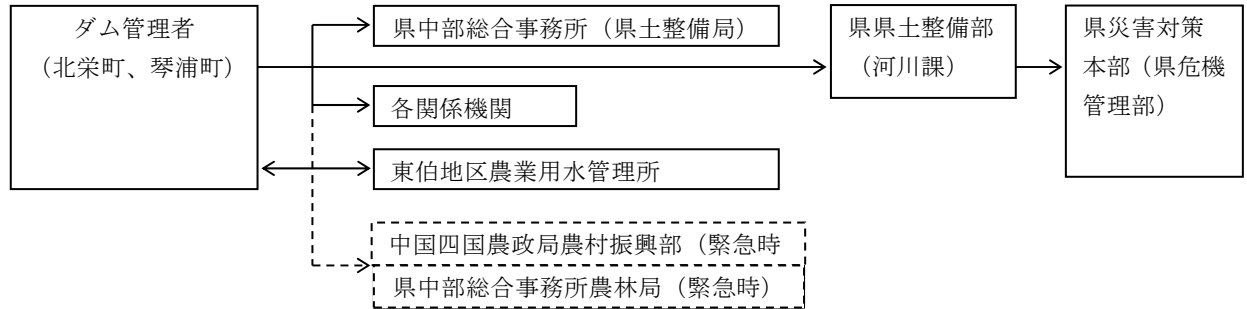 ダム管理者
（北栄町、琴浦町）
県中部総合事務所（県土整備局）
県県土整備部
（河川課）
県災害対策
本部（県危機
管理部）
各関係機関
東伯地区農業用水管理所
中国四国農政局農村振興部（緊急時
県中部総合事務所農林局（緊急時）